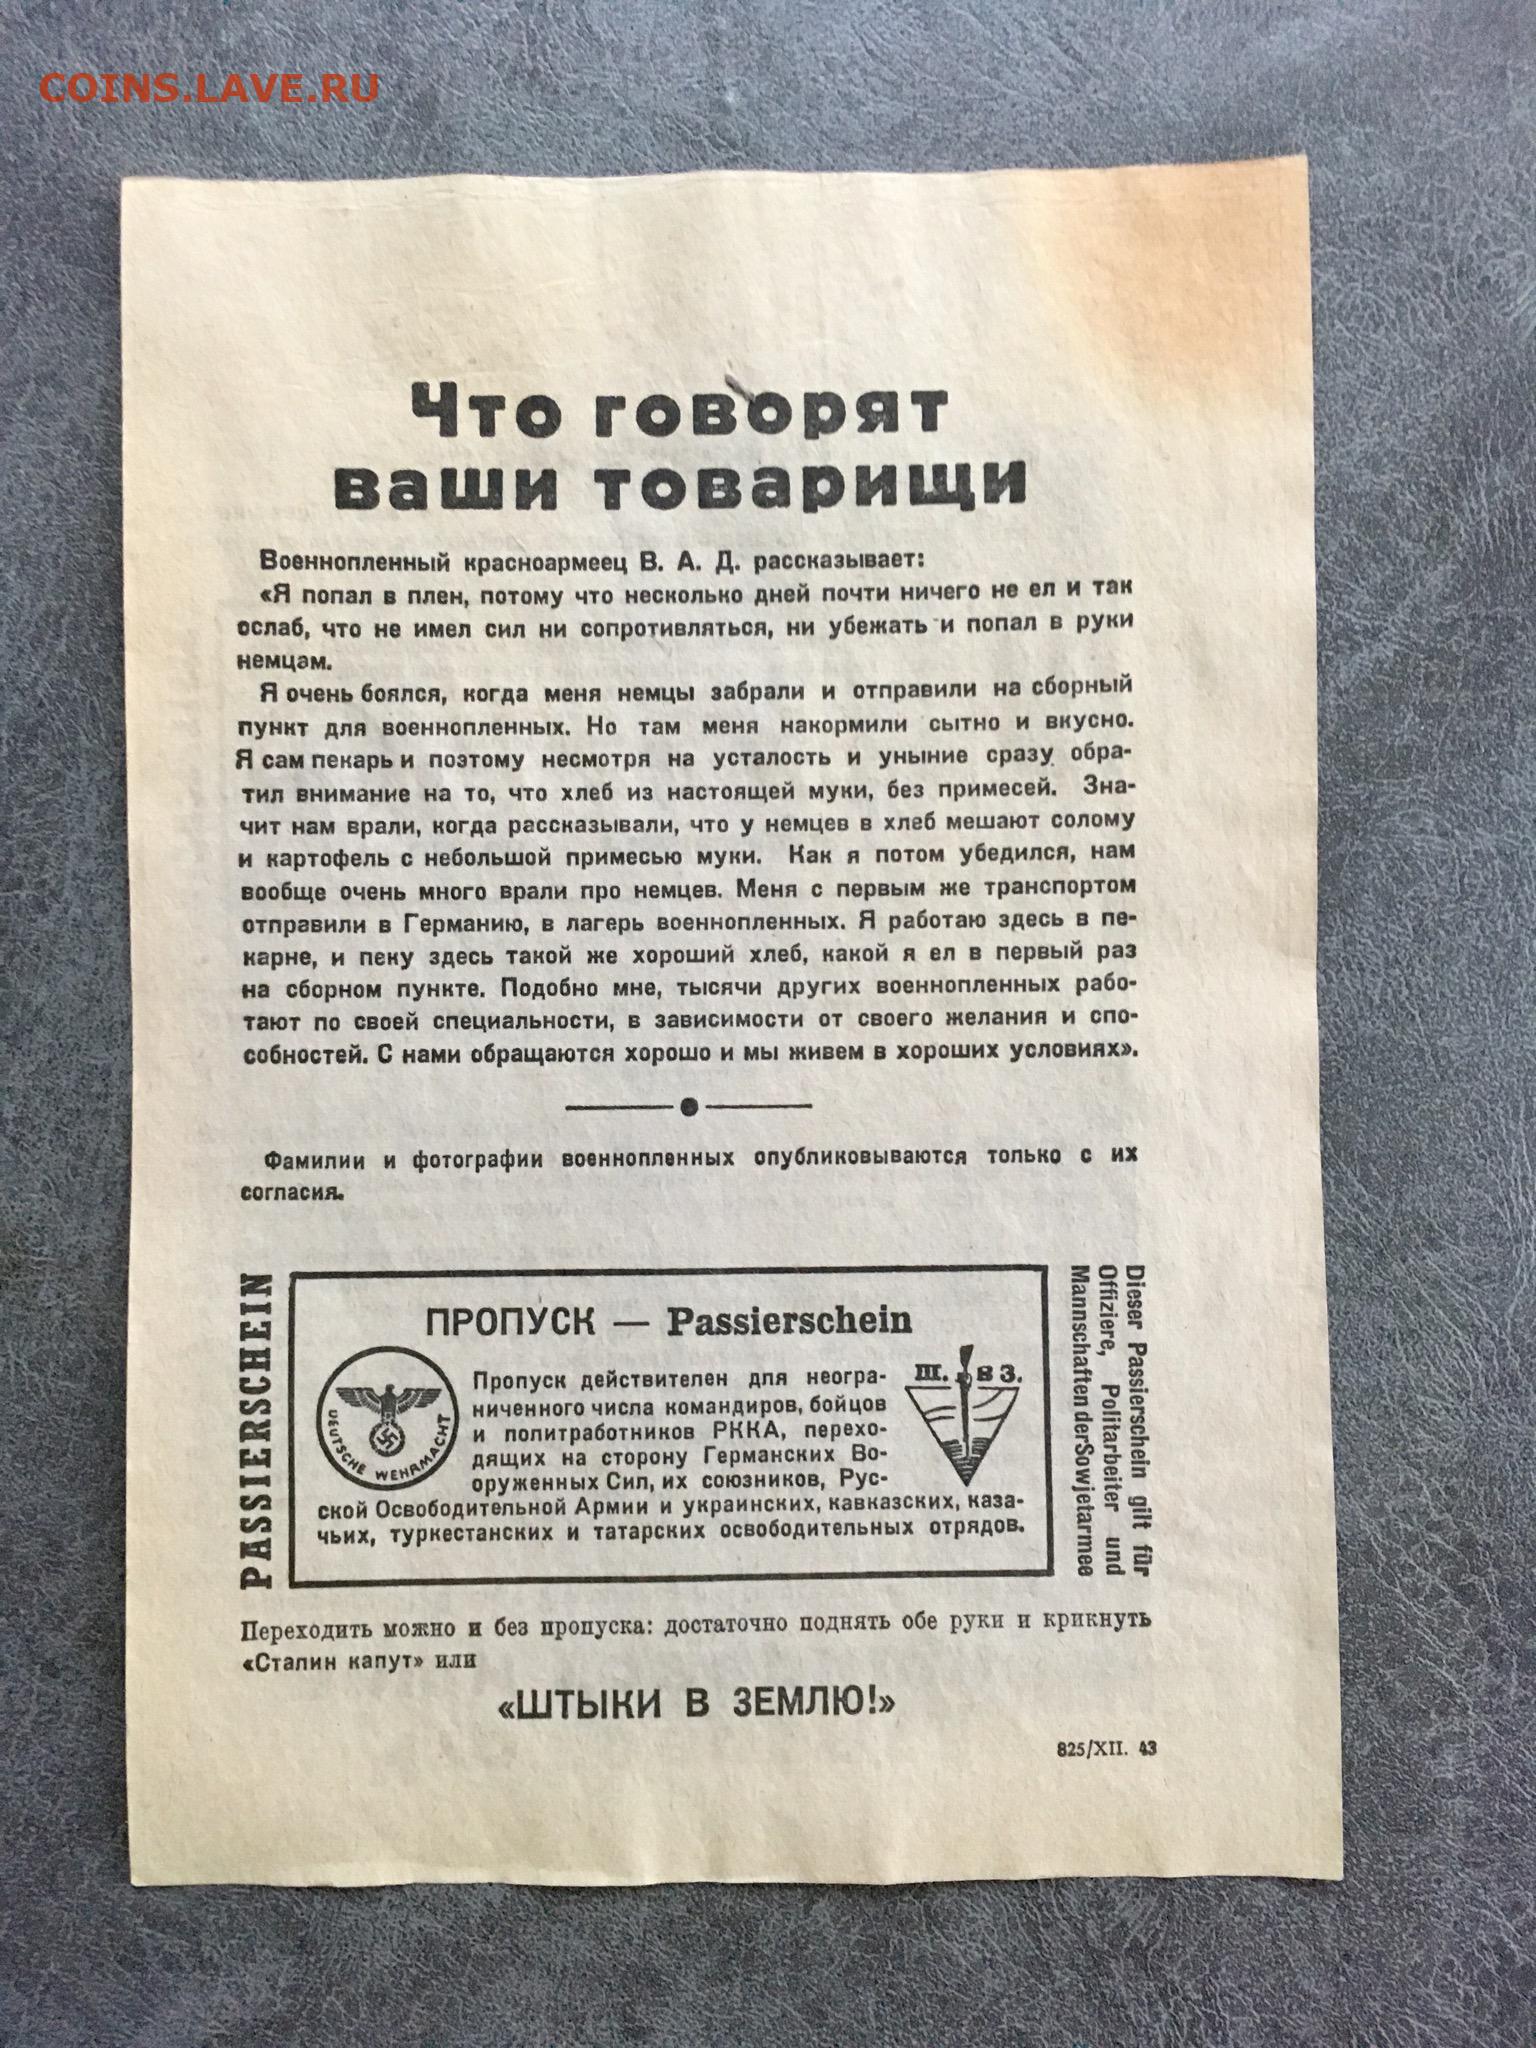 COINS.LAVE.RU
Что говорят
ваши товарищи
Военнопленный красноармеец В. А. Д. рассказывает:
«Я попал в плен, потому что несколько дней почти ничего не ел и так
ослаб, что не имел сил ни сопротивляться, ни убежать и попал в руки
немцам.
Я очень боялся, когда меня немцы забрали и отправили на сборный
пункт для военнопленных. Но там меня накормили сытно и вкусно.
Я сам пекарь и поэтому несмотря на усталость и уныние сразу обра-
тил внимание на то, что хлеб из настоящей муки, без примесей. Зна-
чит нам врали, когда рассказывали, что у немцев в хлеб мешают солому
и картофель с небольшой примесью муки. Как я потом убедился, нам
вообще очень много врали про немцев. Меня с первым же транспортом
отправили в Германию, в лагерь военнопленных. Я работаю здесь в пе-
карне, и пеку здесь такой же хороший хлеб, какой я ел в первый раз
на сборном пункте. Подобно мне, тысячи других военнопленных рабо-
тают по своей специальности, в зависимости от своего желания и спо-
собностей. С нами обращаются хорошо и мы живем в хороших условиях».
Фамилии и фотографии военнопленных опубликовываются только с их
согласия.
PASSIERSCHEIN
ПРОПУСК — Passierschein
DEUTSCHE WEHRMACHT
Пропуск действителен для неогра-
ниченного числа командиров, бойцов
и политработников РККА, перехо-
дящих на сторону Германских Во-
оруженных Сил, их союзников, Рус-
ской Освободительной Армии и украинских, кавказских, каза-
чьих, туркестанских и татарских освободительных отрядов.
Ш. В З.
Dieser Passierschein gilt für
Offiziere, Politarbeiter und
Mannschaften der Sowjetarmee
Переходить можно и без пропуска: достаточно поднять обе руки и крикнуть
«Сталин капут» или
«ШТЫКИ В ЗЕМЛЮ!»
825/XII. 43